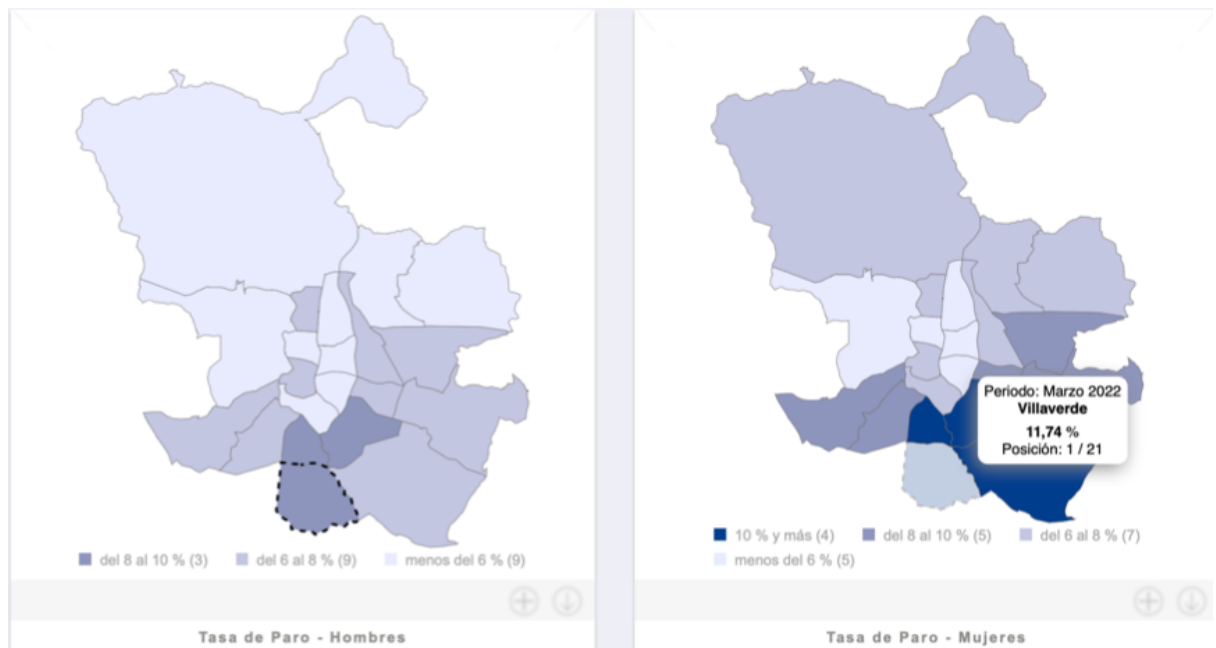 Periodo: Marzo 2022
Villaverde
11,74 %
Posición: 1 / 21
del 8 al 10 % (3) del 6 al 8 % (9) menos del 6 % (9)
10 % y más (4) del 8 al 10 % (5) del 6 al 8 % (7)
menos del 6 % (5)
Tasa de Paro - Hombres
Tasa de Paro - Mujeres